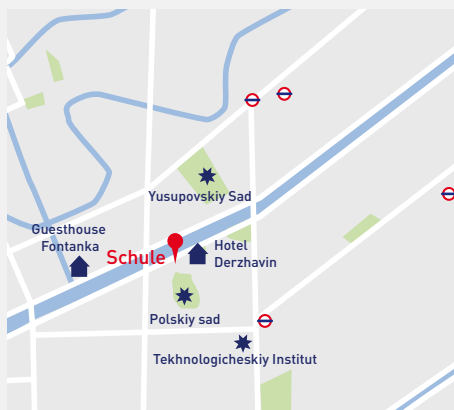 Yusupovskiy Sad
Guesthouse
Fontanka
Schule
Hotel
Derzhavin
Polskiy sad
Tekhnologicheskiy Institut